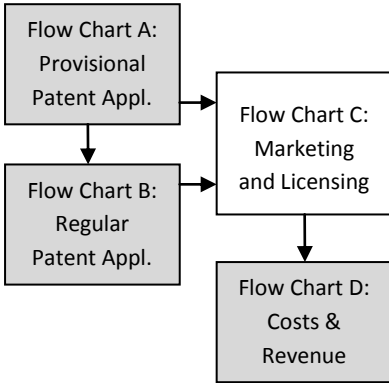 Flow Chart A:
Provisional
Patent Appl.
Flow Chart B:
Regular
Patent Appl.
Flow Chart C:
Marketing
and Licensing
Flow Chart D:
Costs &
Revenue